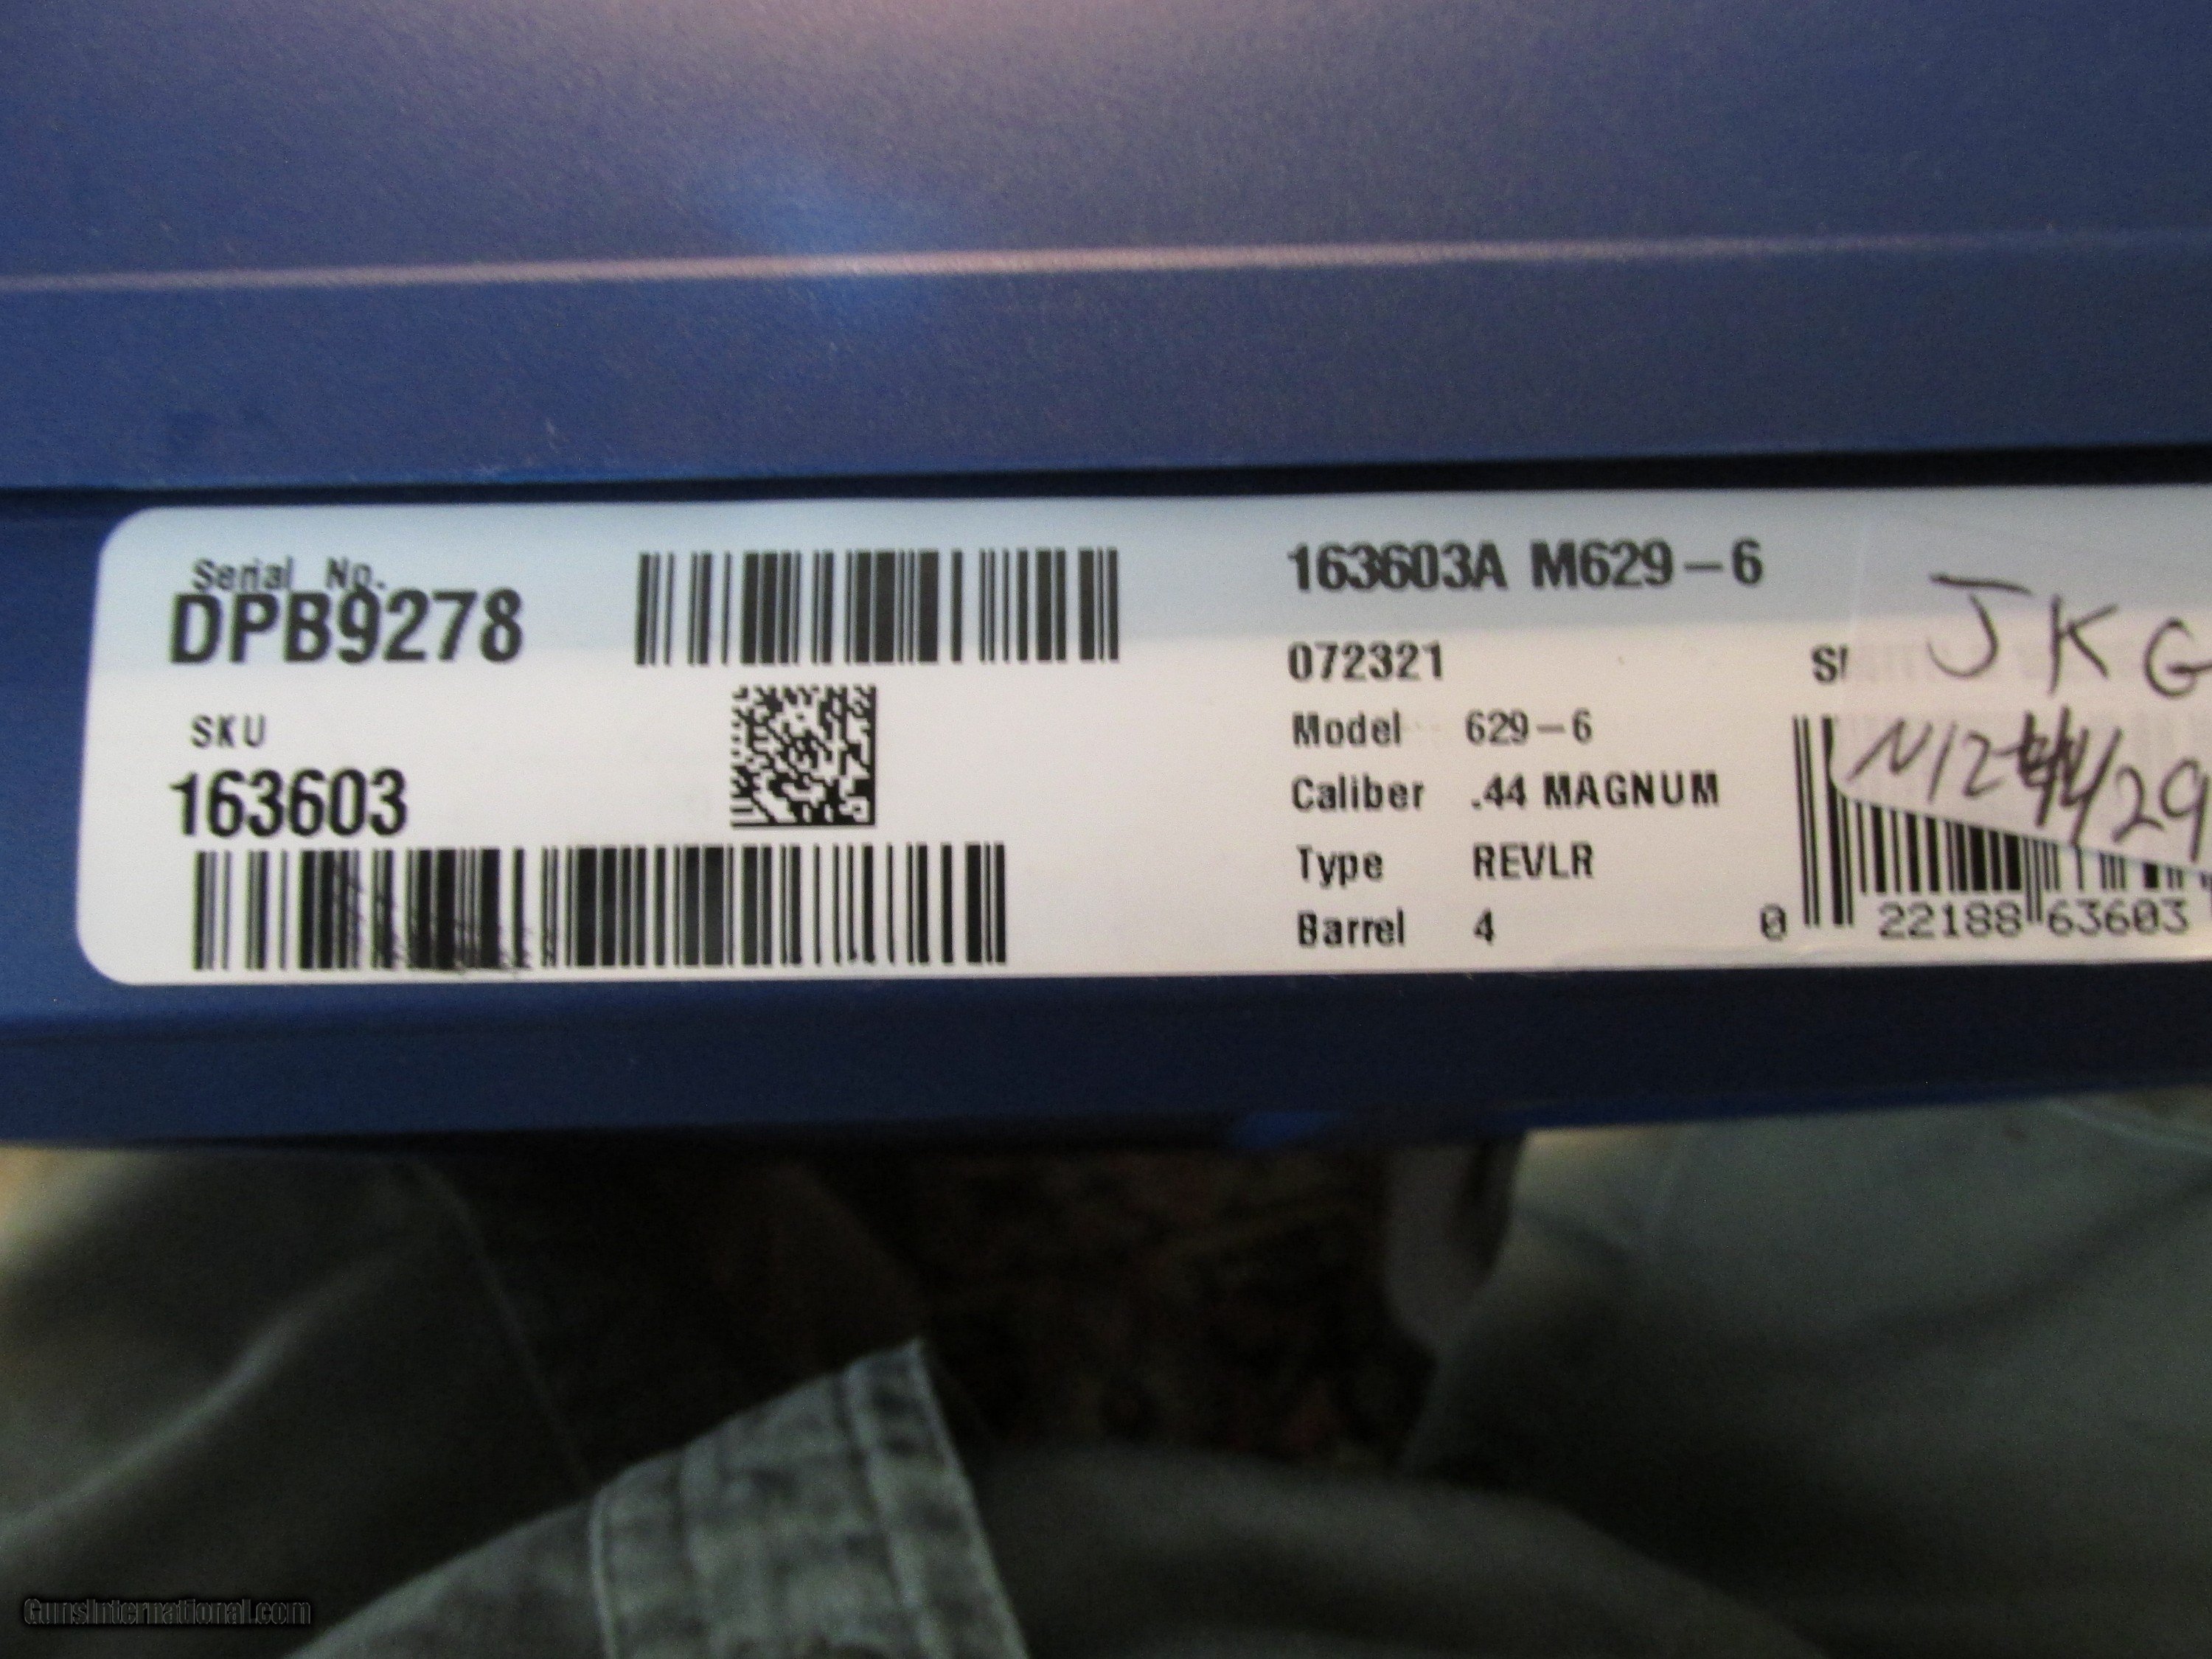 Serial No.
DPB9278
SKU
163603
163603A M629-6
072321
Model 629-6
Caliber .44 MAGNUM
Type REVLR
Barrel 4
JKG
0 22188 63603
GunsInternational.com